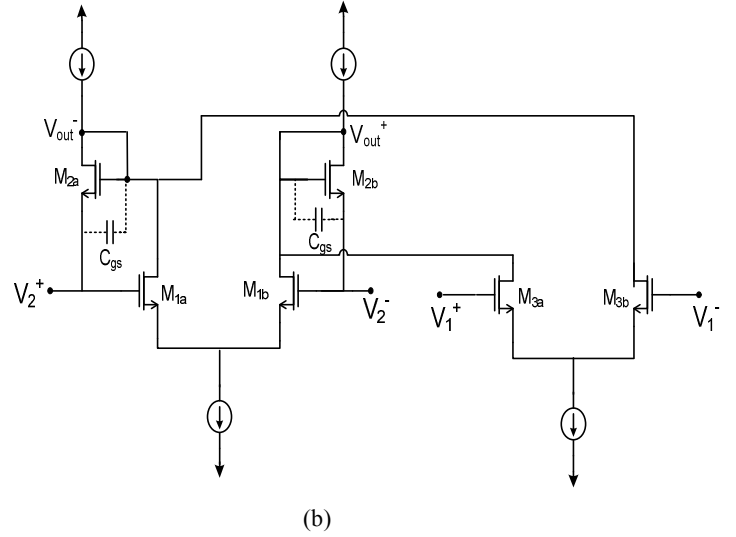 Vout- Vout+
M2a M2b
Cgs Cgs
V2+ M1a M1b V2- V1+ M3a M3b V1-
(b)